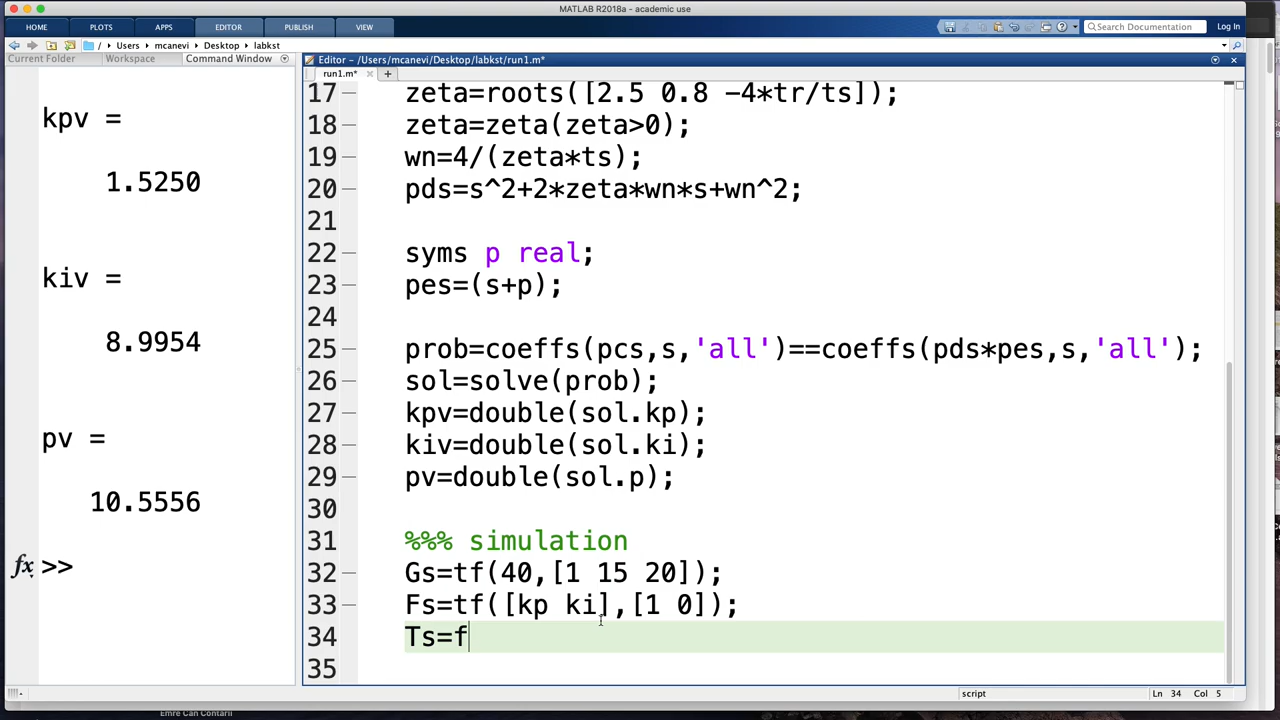 MATLAB R2018a - academic use
HOME PLOTS APPS EDITOR PUBLISH VIEW Search Documentation Log In
/ Users mcanevi Desktop labkst
Current Folder Workspace Command Window
Editor - /Users/mcanevi/Desktop/labkst/run1.m*
run1.m* +
kpv =
1.5250
kiv =
8.9954
pv =
10.5556
fx >>
17 zeta=roots([2.5 0.8 -4*tr/ts]);
18 zeta=zeta(zeta>0);
19 wn=4/(zeta*ts);
20 pds=s^2+2*zeta*wn*s+wn^2;
21
22 syms p real;
23 pes=(s+p);
24
25 prob=coeffs(pcs,s,'all')==coeffs(pds*pes,s,'all');
26 sol=solve(prob);
27 kpv=double(sol.kp);
28 kiv=double(sol.ki);
29 pv=double(sol.p);
30
31 %%% simulation
32 Gs=tf(40,[1 15 20]);
33 Fs=tf([kp ki],[1 0]);
34 Ts=f
35
script Ln 34 Col 5
Emre Can Contarli